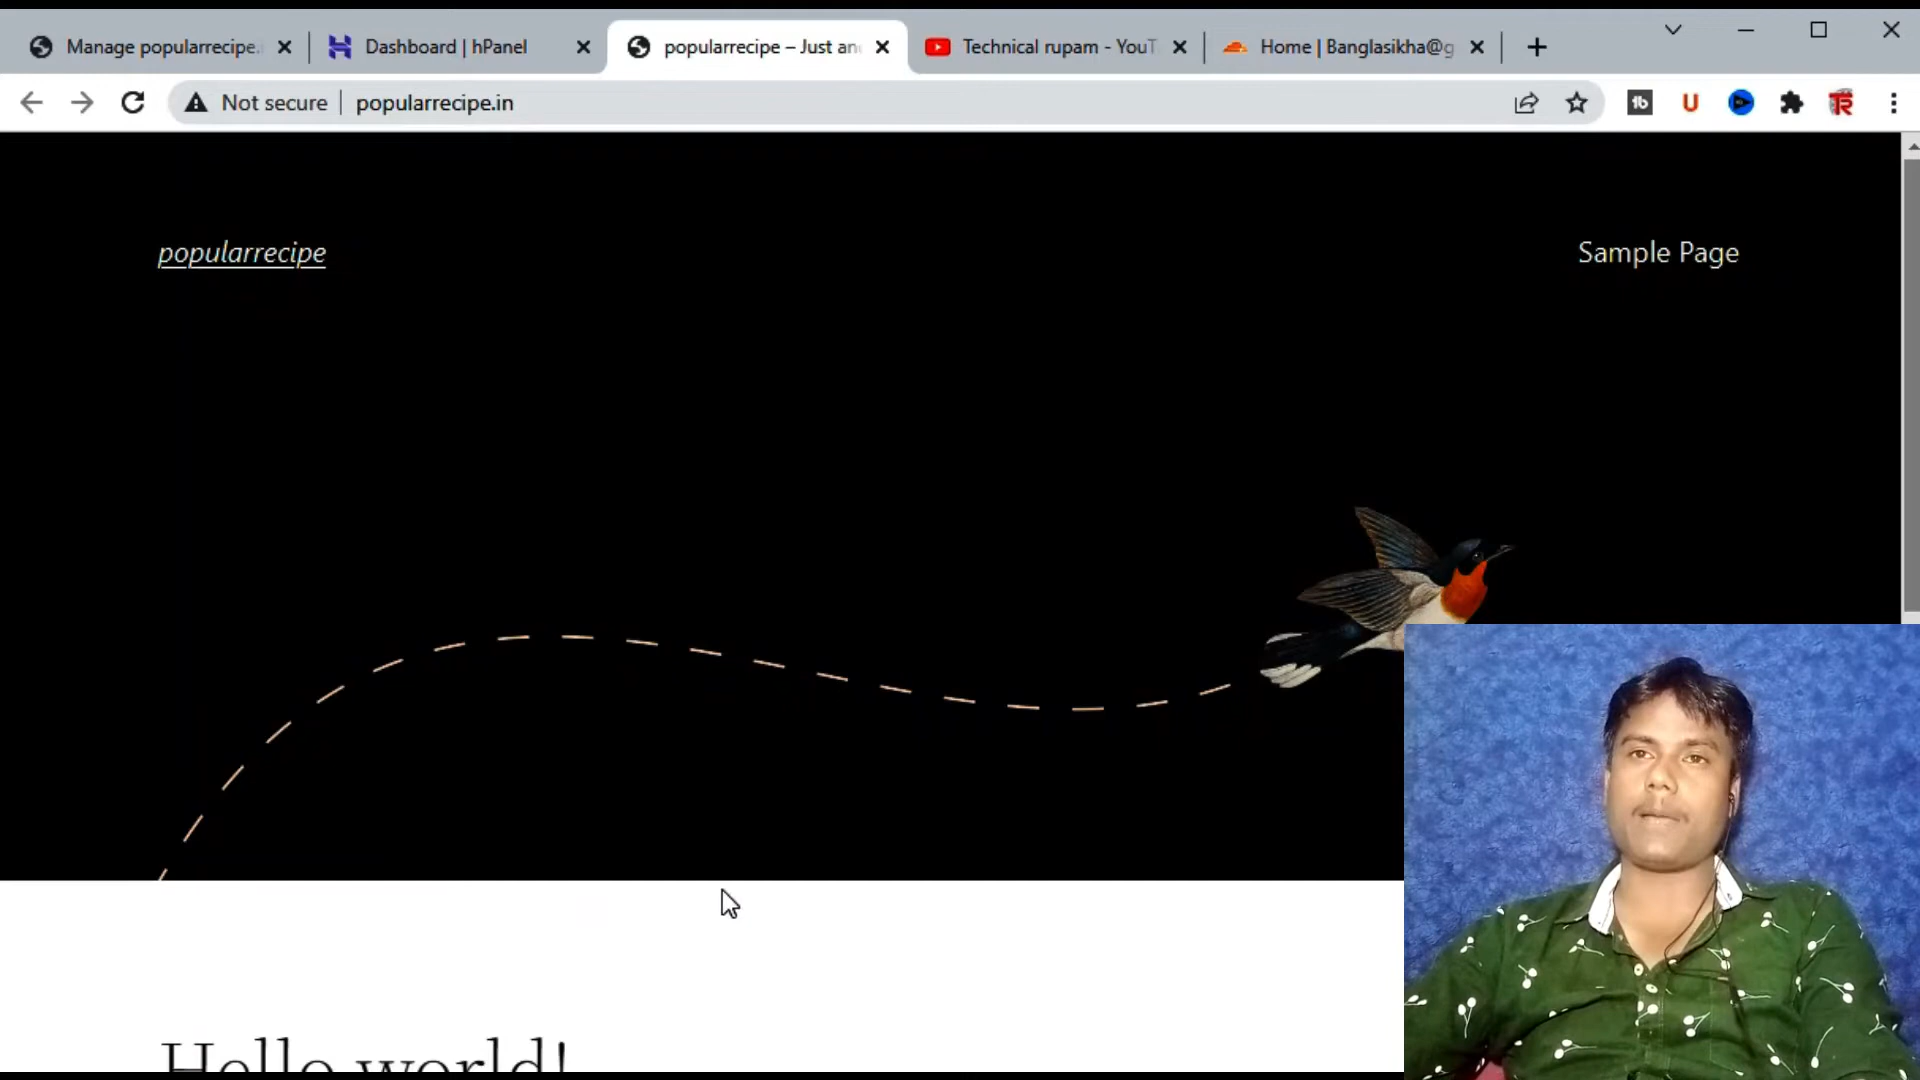 Manage popularrecipe.i
Dashboard | hPanel
popularrecipe – Just an
Technical rupam - YouT
Home | Banglasikha@g
Not secure
popularrecipe.in
popularrecipe
Sample Page
Hello world!